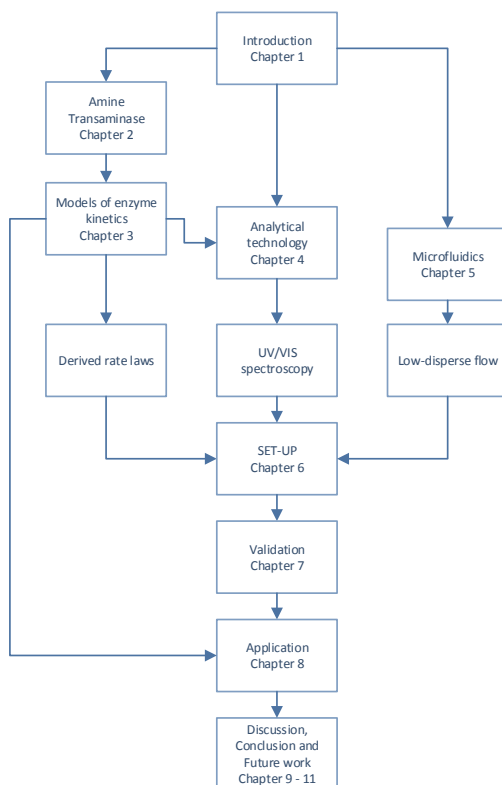 Introduction
Chapter 1
Amine
Transaminase
Chapter 2
Models of enzyme
kinetics
Chapter 3
Analytical
technology
Chapter 4
Microfluidics
Chapter 5
Derived rate laws
UV/VIS
spectroscopy
Low-disperse flow
SET-UP
Chapter 6
Validation
Chapter 7
Application
Chapter 8
Discussion,
Conclusion and
Future work
Chapter 9 - 11